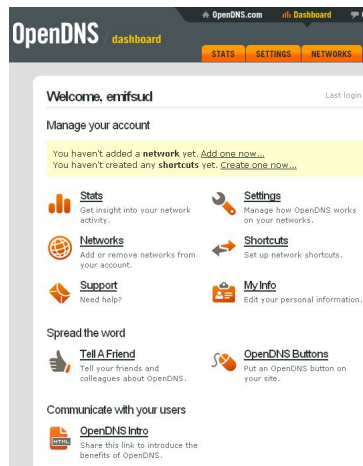 OpenDNS.com Dashboard
OpenDNS / dashboard
STATS SETTINGS NETWORKS
Welcome, emifsud
Last login
Manage your account
You haven't added a network yet. Add one now...
You haven't created any shortcuts yet. Create one now...
Stats
Get insight into your network
activity.
Settings
Manage how OpenDNS works
on your networks.
Networks
Add or remove networks from
your account.
Shortcuts
Set up network shortcuts.
Support
Need help?
My Info
Edit your personal information.
Spread the word
Tell A Friend
Tell your friends and
colleagues about OpenDNS.
OpenDNS Buttons
Put an OpenDNS button on
your site.
Communicate with your users
HTML
OpenDNS Intro
Share this link to introduce the
benefits of OpenDNS.